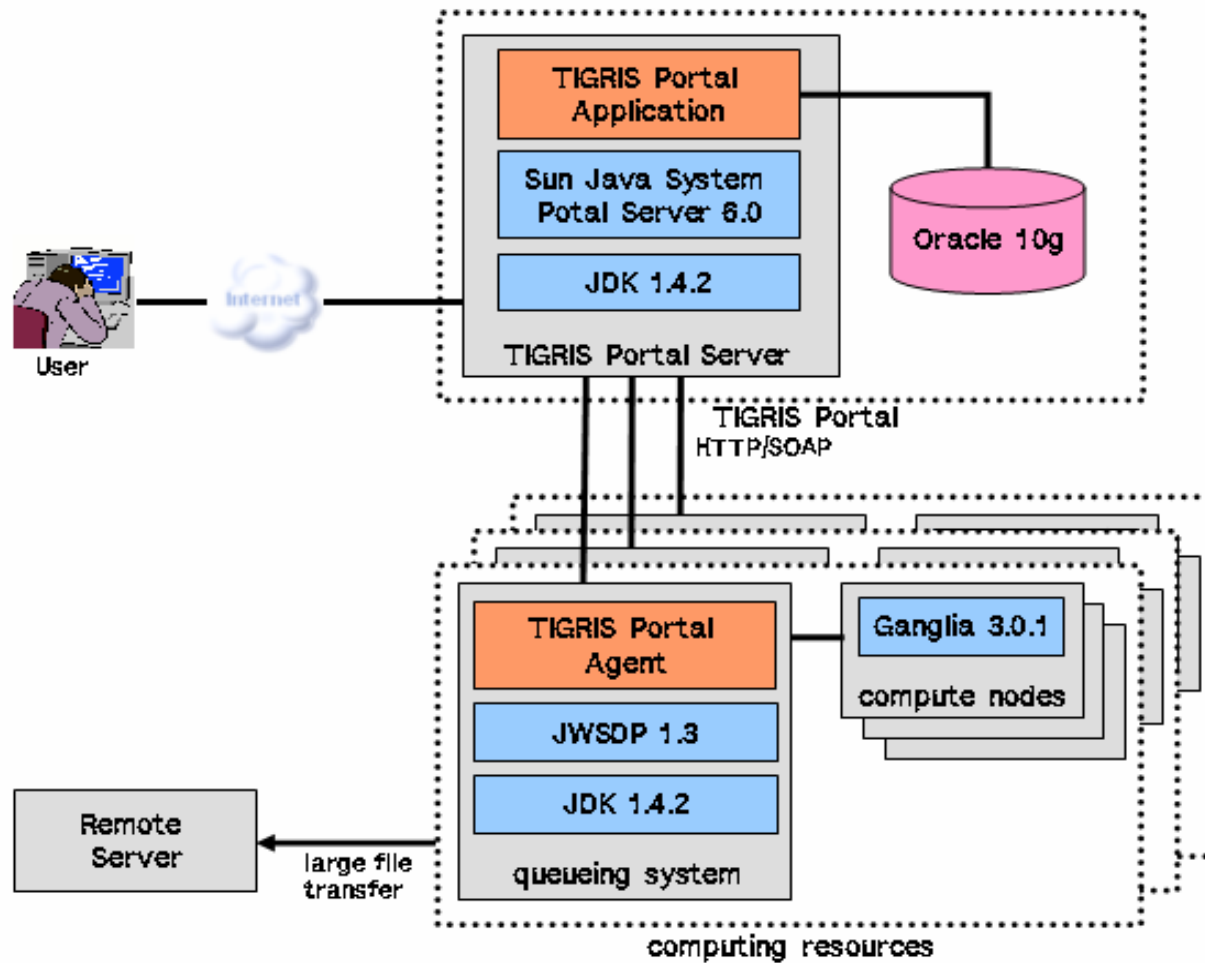 TIGRIS Portal
Application
Sun Java System
Potal Server 6.0
JDK 1.4.2
TIGRIS Portal Server
Oracle 10g
Internet
User
TIGRIS Portal
HTTP/SOAP
TIGRIS Portal
Agent
JWSDP 1.3
JDK 1.4.2
queueing system
Ganglia 3.0.1
compute nodes
Remote
Server
large file
transfer
computing resources